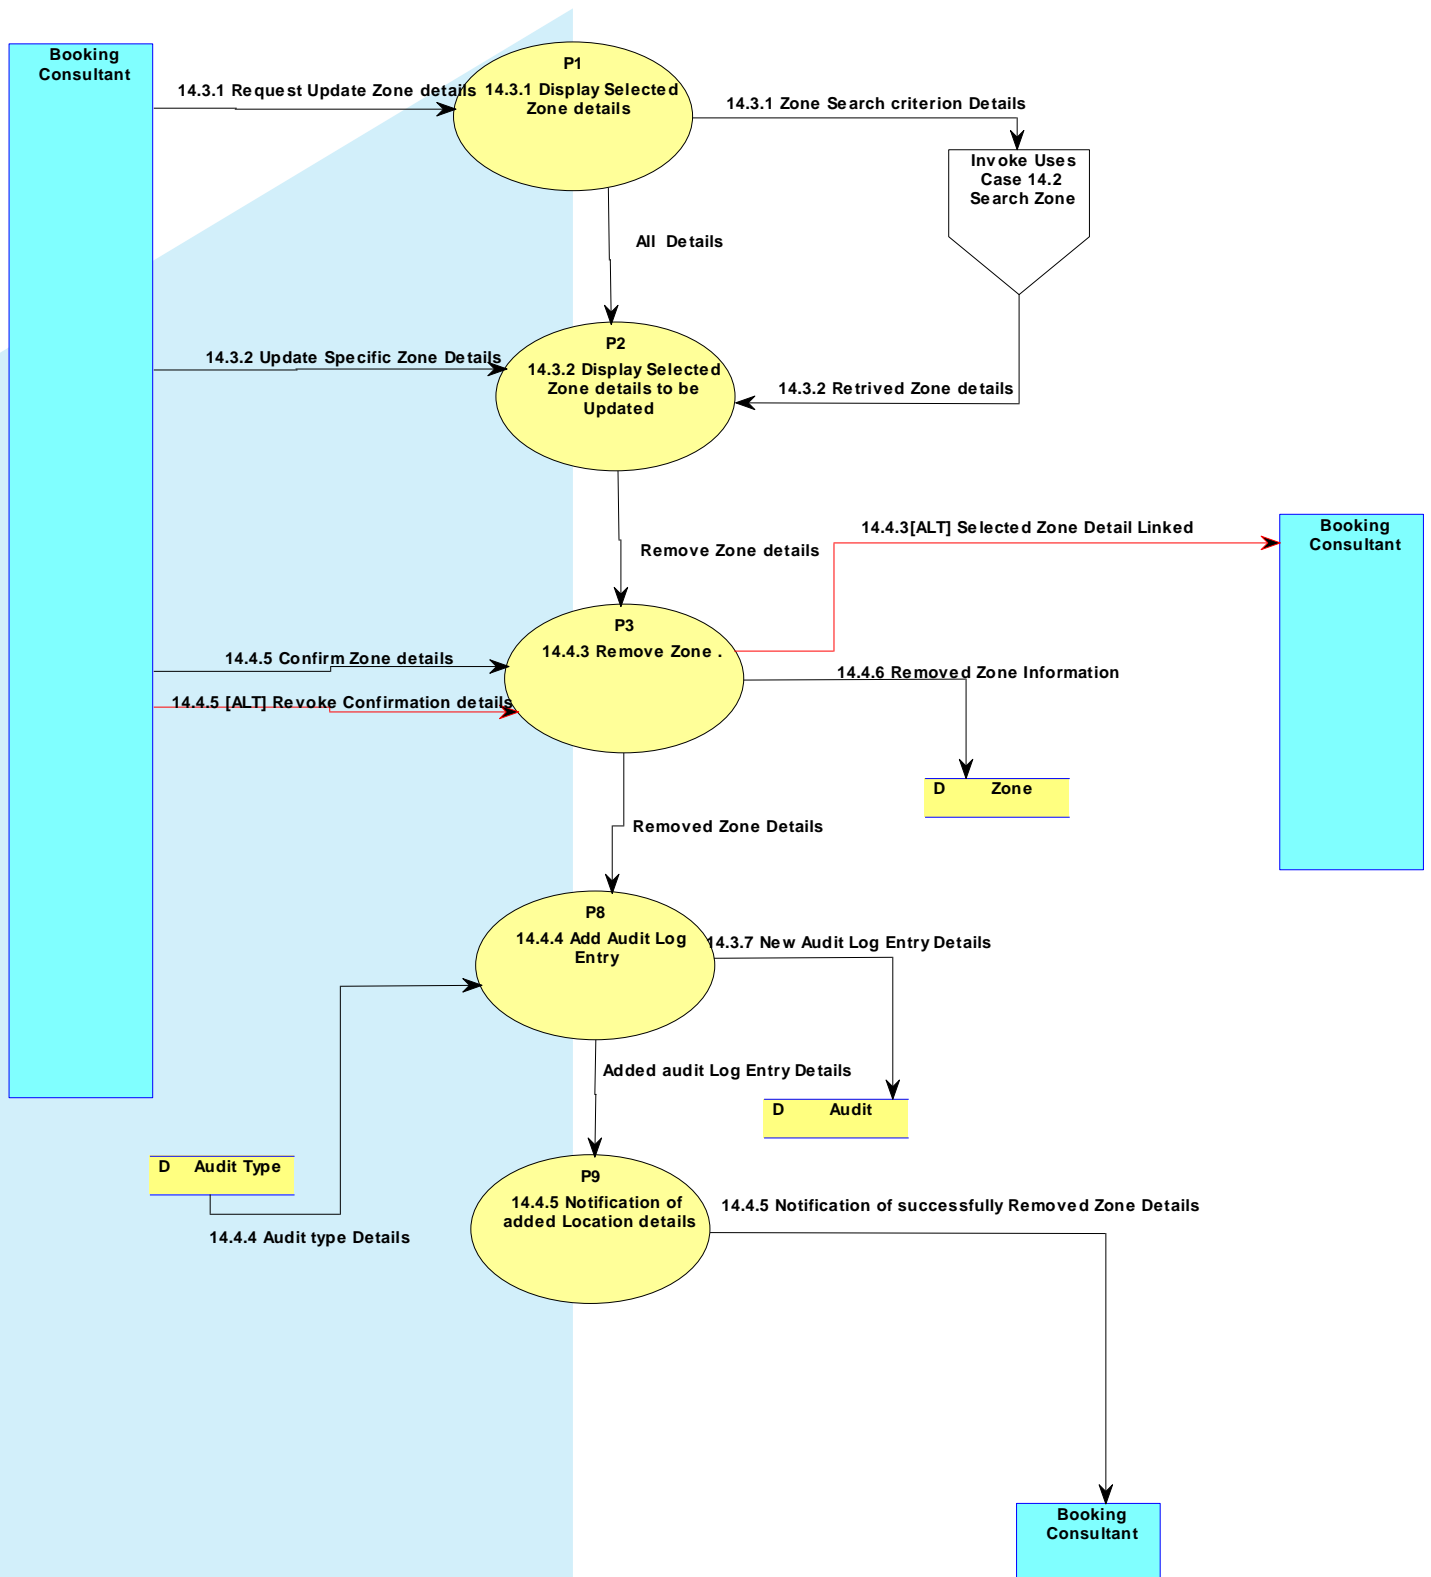 Booking
Consultant
P1
14.3.1 Display Selected
Zone details
14.3.1 Request Update Zone details
14.3.1 Zone Search criterion Details
Invoke Uses
Case 14.2
Search Zone
All Details
P2
14.3.2 Display Selected
Zone details to be
Updated
14.3.2 Update Specific Zone Details
14.3.2 Retrived Zone details
Remove Zone details
14.4.3[ALT] Selected Zone Detail Linked
Booking
Consultant
P3
14.4.3 Remove Zone .
14.4.5 Confirm Zone details
14.4.6 Removed Zone Information
14.4.5 [ALT] Revoke Confirmation details
D Zone
Removed Zone Details
P8
14.4.4 Add Audit Log
Entry
14.3.7 New Audit Log Entry Details
Added audit Log Entry Details
D Audit
D Audit Type
P9
14.4.5 Notification of
added Location details
14.4.5 Notification of successfully Removed Zone Details
14.4.4 Audit type Details
Booking
Consultant